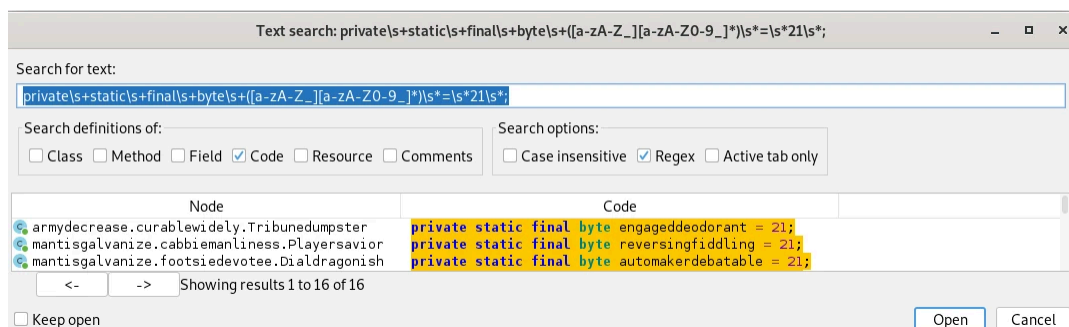 Text search: private\s+static\s+final\s+byte\s+([a-zA-Z_][a-zA-Z0-9_]*)\s*=\s*21\s*;
Search for text:
private\s+static\s+final\s+byte\s+([a-zA-Z_][a-zA-Z0-9_]*)\s*=\s*21\s*;
Search definitions of: Search options:
Class Method Field Code Resource Comments Case insensitive Regex Active tab only
Node Code
armydecrease.curablewidely.Tribunedumpster private static final byte engageddeodorant = 21;
mantisgalvanize.cabbiemanliness.Playersavior private static final byte reversingfiddling = 21;
mantisgalvanize.footsiedevotee.Dialdragonish private static final byte automakerdebatable = 21;
<- -> Showing results 1 to 16 of 16
Keep open Open Cancel